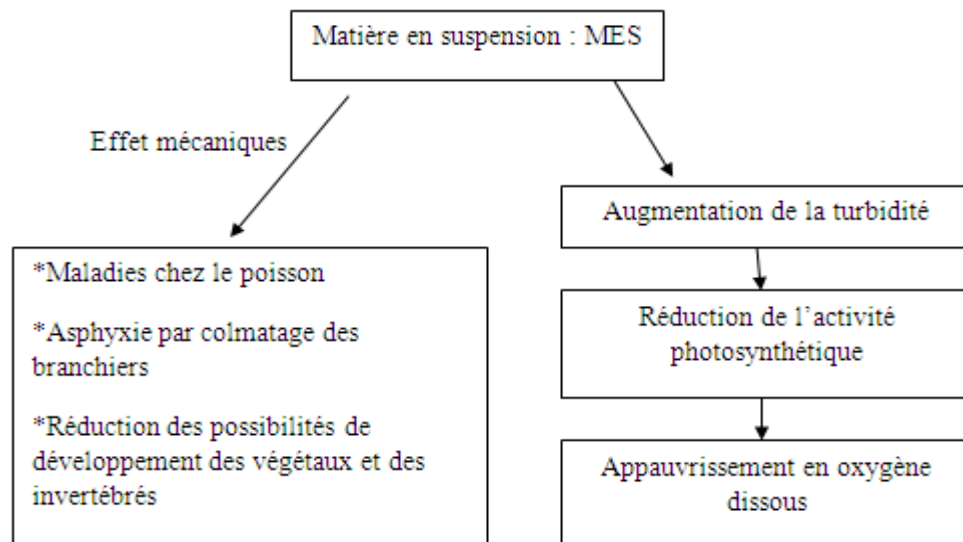 Matière en suspension : MES
Effet mécaniques
*Maladies chez le poisson
*Asphyxie par colmatage des
branchiers
*Réduction des possibilités de
développement des végétaux et des
invertébrés
Augmentation de la turbidité
Réduction de l’activité
photosynthétique
Appauvrissement en oxygène
dissous